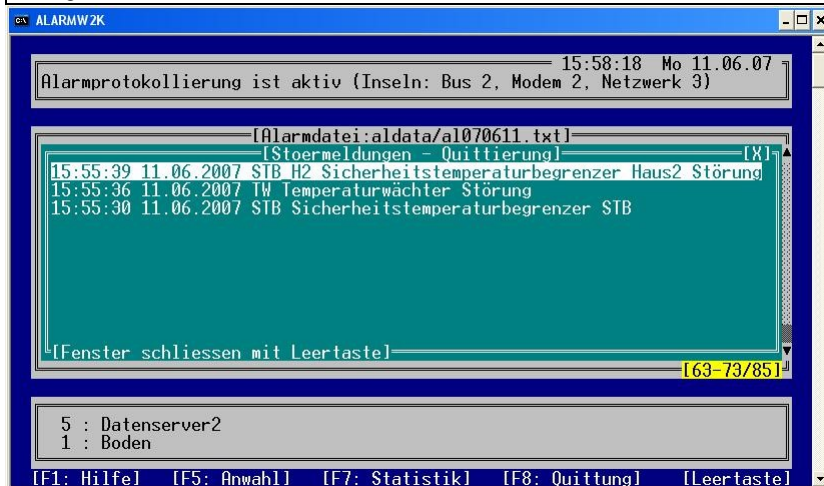 ALARMW2K
15:58:18 Mo 11.06.07
Alarmprotokollierung ist aktiv (Inseln: Bus 2, Modem 2, Netzwerk 3)
[Alarmdatei:aldata/al070611.txt]
[Stoermeldungen - Quittierung] [X]
15:55:39 11.06.2007 STB_H2 Sicherheitstemperaturbegrenzer Haus2 Störung
15:55:36 11.06.2007 TW Temperaturwächter Störung
15:55:30 11.06.2007 STB Sicherheitstemperaturbegrenzer STB
[Fenster schliessen mit Leertaste]
[63-73/85]
5 : Datenserver2
1 : Boden
[F1: Hilfe] [F5: Anwahl] [F7: Statistik] [F8: Quittung] [Leertaste]